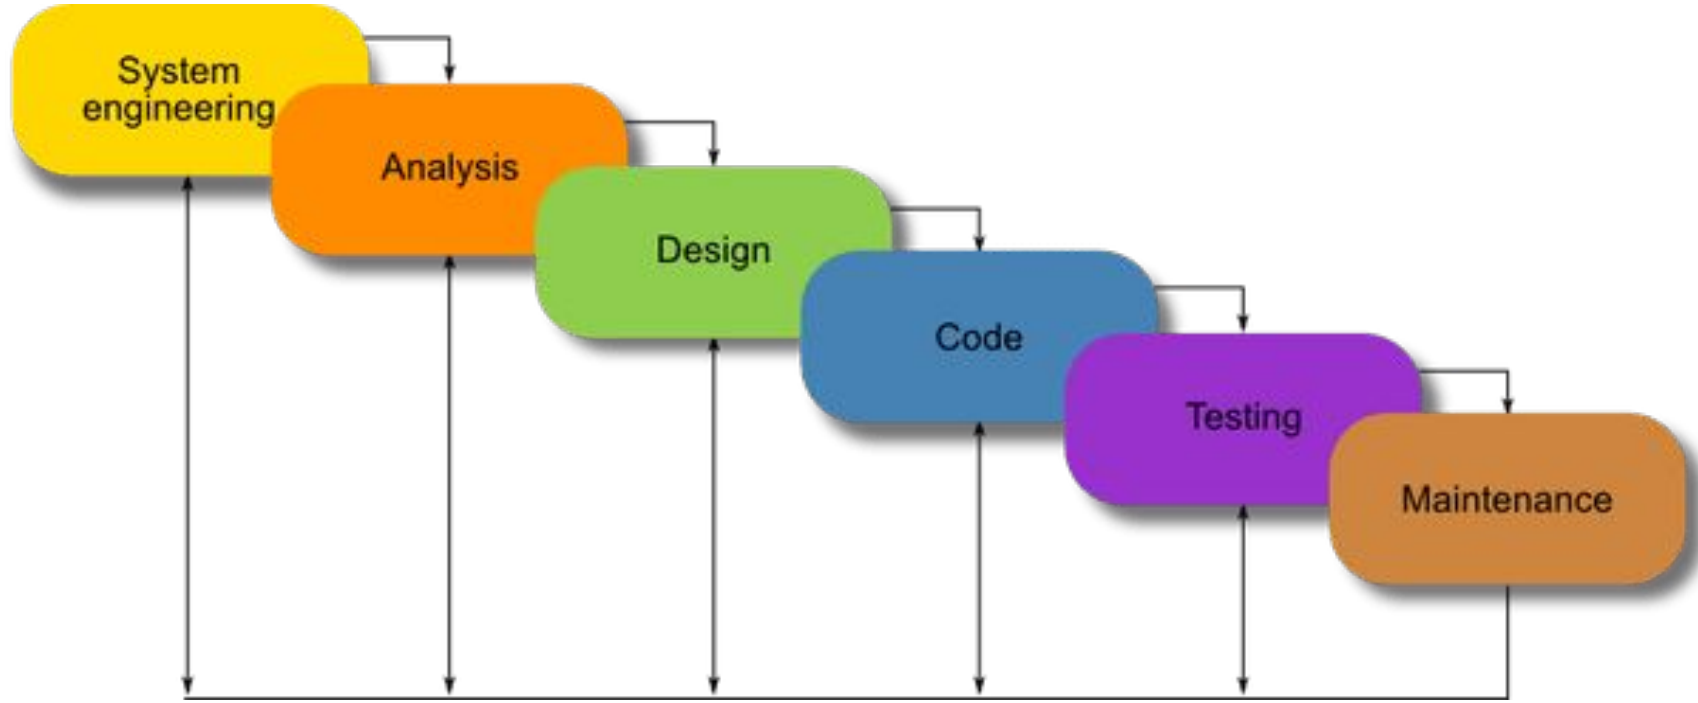 System
engineering
Analysis
Design
Code
Testing
Maintenance